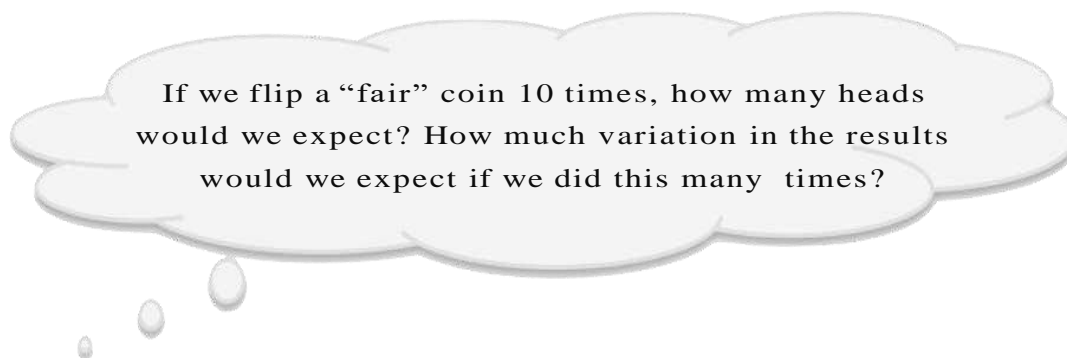 If we flip a “fair” coin 10 times, how many heads
would we expect? How much variation in the results
would we expect if we did this many times?